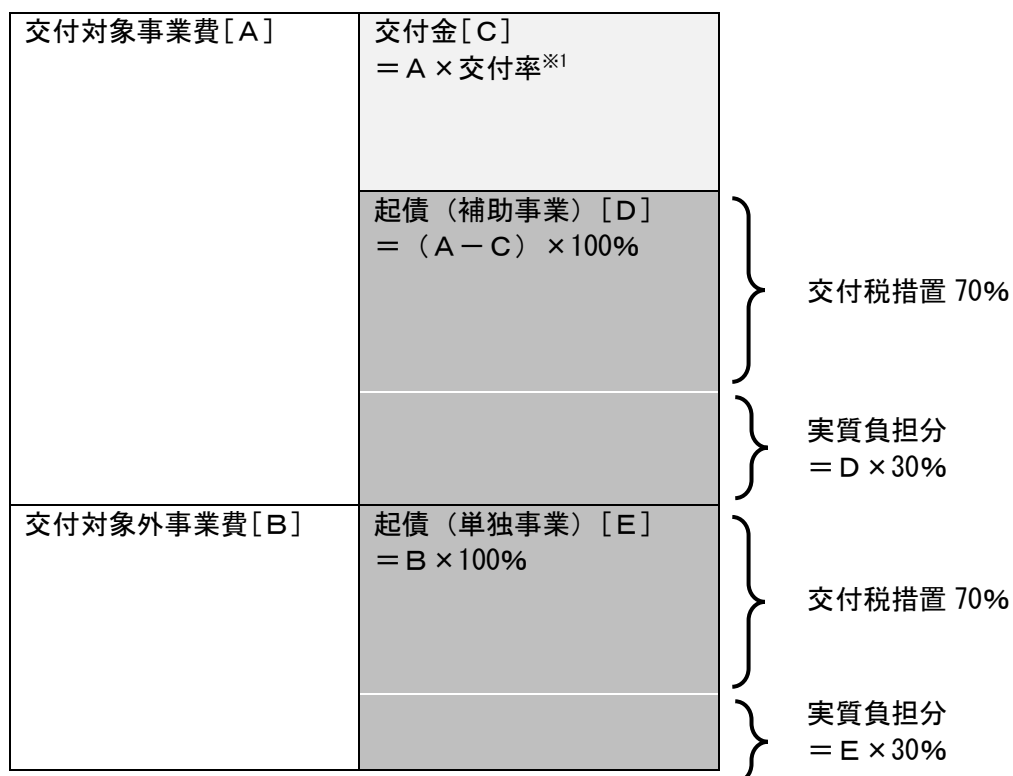 交付対象事業費[A]
交付金[C]
=A×交付率※1
起債(補助事業)[D]
=(A-C)×100%
交付税措置 70%
実質負担分
=D×30%
交付対象外事業費[B]
起債(単独事業)[E]
=B×100%
交付税措置 70%
実質負担分
=E×30%